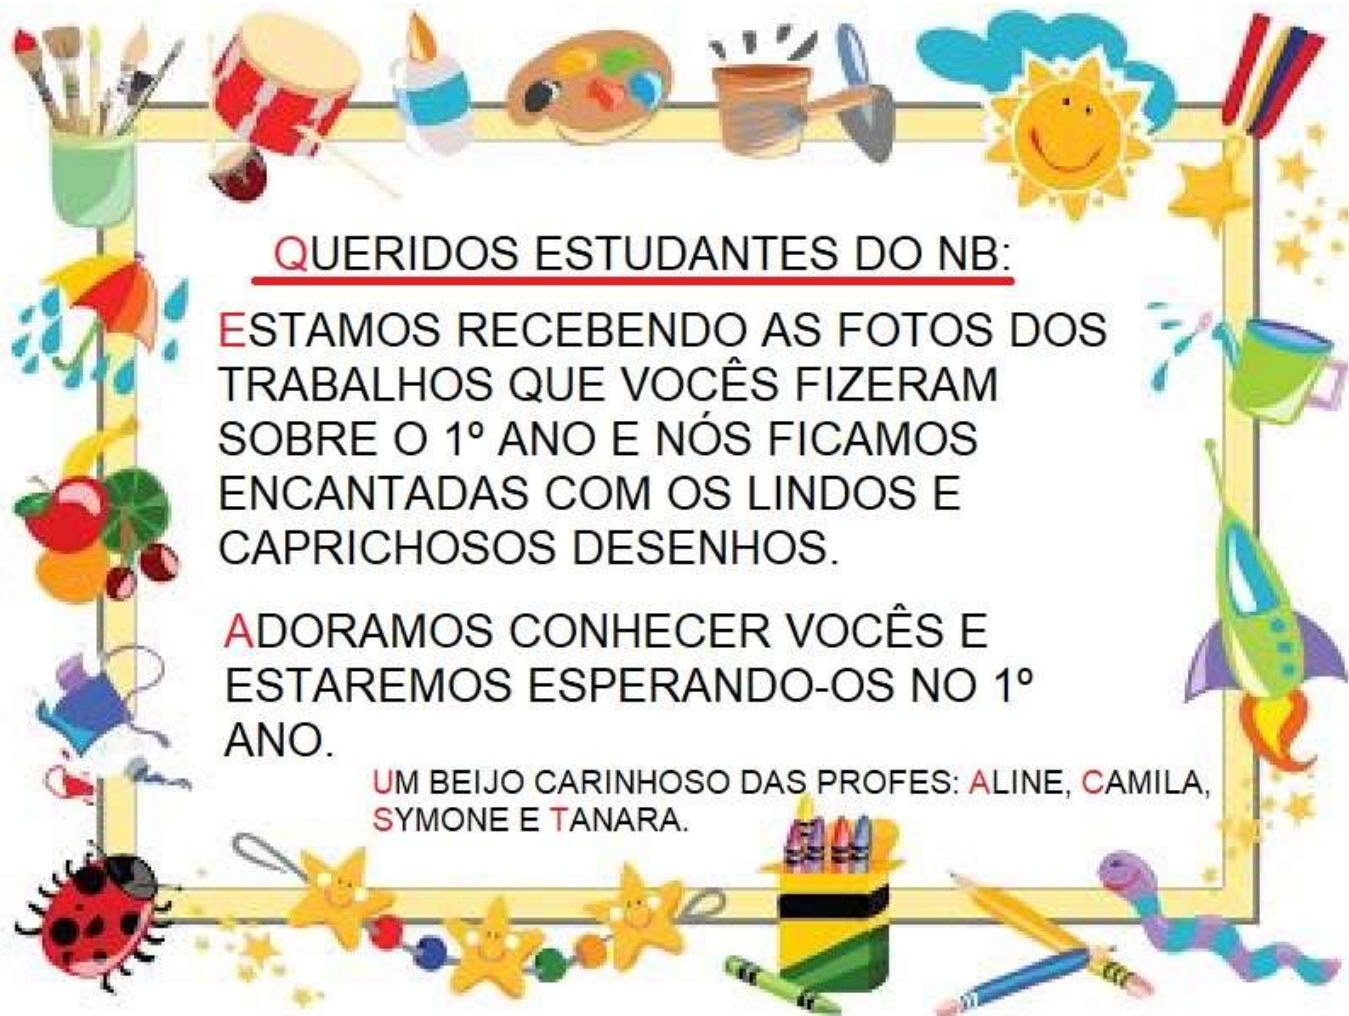 QUERIDOS ESTUDANTES DO NB:
ESTAMOS RECEBENDO AS FOTOS DOS
TRABALHOS QUE VOCÊS FIZERAM
SOBRE O 1º ANO E NÓS FICAMOS
ENCANTADAS COM OS LINDOS E
CAPRICHOSOS DESENHOS.
ADORAMOS CONHECER VOCÊS E
ESTAREMOS ESPERANDO-OS NO 1º
ANO.
UM BEIJO CARINHOSO DAS PROFES: ALINE, CAMILA,
SYMONE E TANARA.